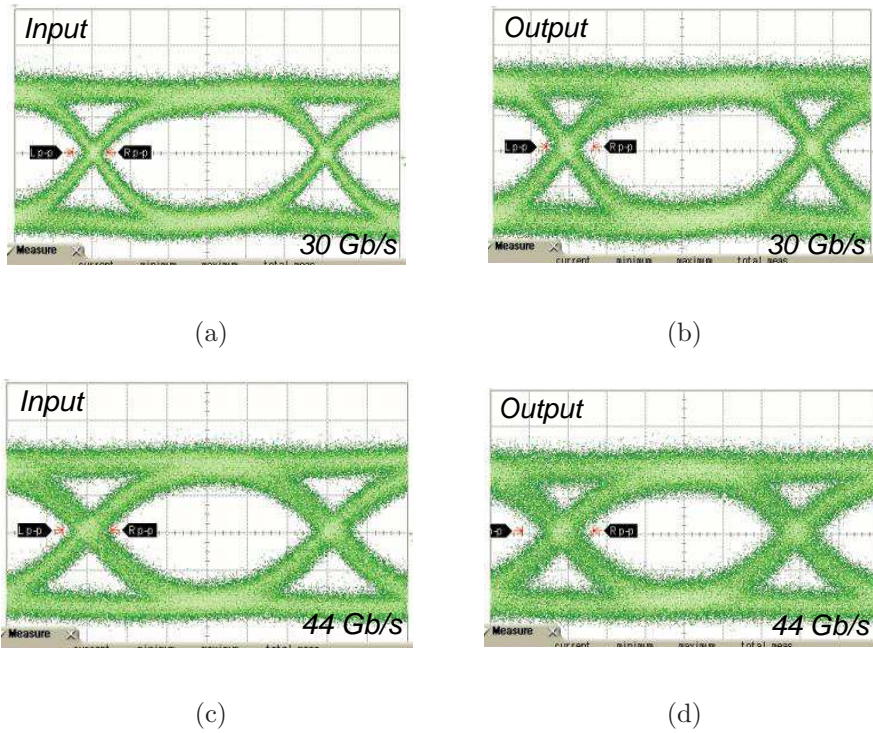 Input
Lp-p
Rp-p
30 Gb/s
Measure
current minimum maximum total meas
Output
Lp-p
Rp-p
30 Gb/s
Measure
current minimum maximum total meas
(a)
(b)
Input
Lp-p
Rp-p
44 Gb/s
Measure
current minimum maximum total meas
Output
p-p
Rp-p
44 Gb/s
Measure
current minimum maximum total meas
(c)
(d)